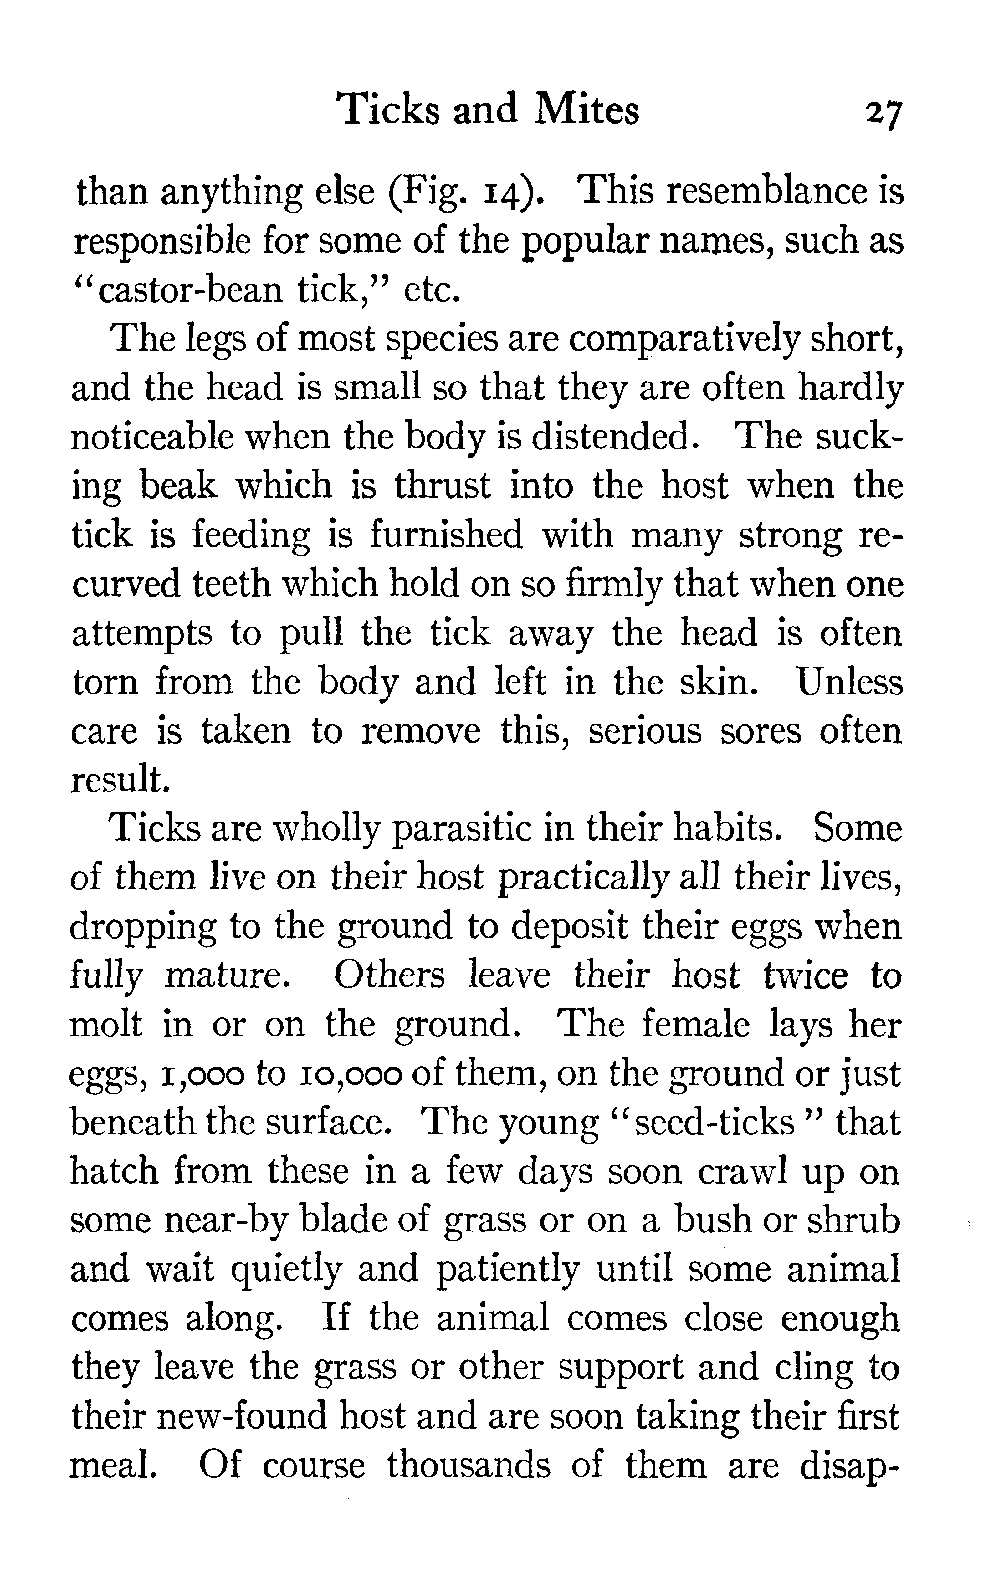 Ticks and Mites 27
than anything else (Fig. 14). This resemblance is
responsible for some of the popular names, such as
"castor-bean tick," etc.
The legs of most species are comparatively short,
and the head is small so that they are often hardly
noticeable when the body is distended. The suck-
ing beak which is thrust into the host when the
tick is feeding is furnished with many strong re-
curved teeth which hold on so firmly that when one
attempts to pull the tick away the head is often
torn from the body and left in the skin. Unless
care is taken to remove this, serious sores often
result.
Ticks are wholly parasitic in their habits. Some
of them live on their host practically all their lives,
dropping to the ground to deposit their eggs when
fully mature. Others leave their host twice to
molt in or on the ground. The female lays her
eggs, 1,000 to 10,000 of them, on the ground or just
beneath the surface. The young "seed-ticks" that
hatch from these in a few days soon crawl up on
some near-by blade of grass or on a bush or shrub
and wait quietly and patiently until some animal
comes along. If the animal comes close enough
they leave the grass or other support and cling to
their new-found host and are soon taking their first
meal. Of course thousands of them are disap-